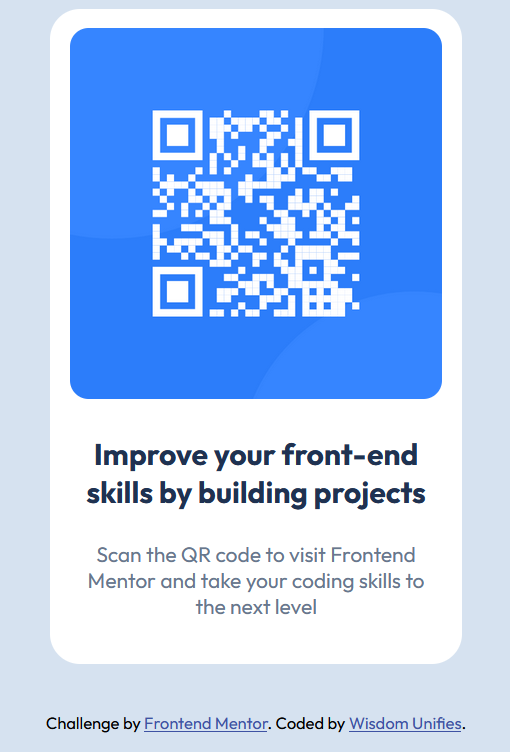 Improve your front-end
skills by building projects
Scan the QR code to visit Frontend
Mentor and take your coding skills to
the next level
Challenge by Frontend Mentor. Coded by Wisdom Unifies.